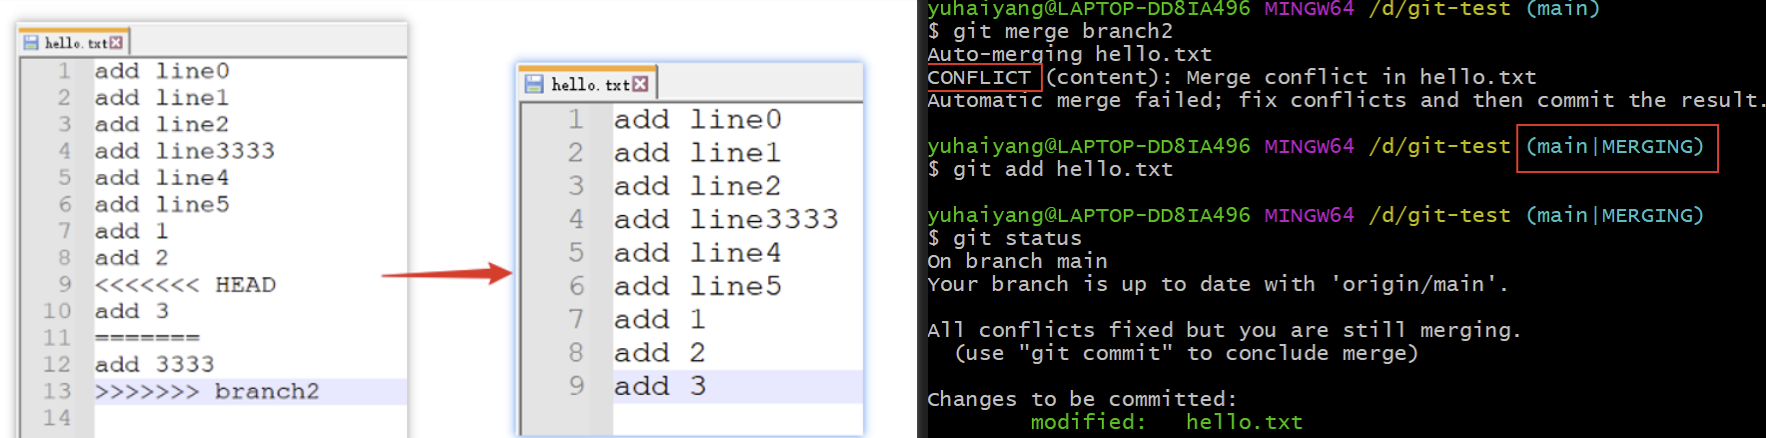 hello.txt
1 add line0
2 add line1
3 add line2
4 add line3333
5 add line4
6 add line5
7 add 1
8 add 2
9 <<<<<<< HEAD
10 add 3
11 =======
12 add 3333
13 >>>>>>> branch2
14
hello.txt
1 add line0
2 add line1
3 add line2
4 add line3333
5 add line4
6 add line5
7 add 1
8 add 2
9 add 3
yuhaiyang@LAPTOP-DD8IA496 MINGW64 /d/git-test (main)
$ git merge branch2
Auto-merging hello.txt
CONFLICT (content): Merge conflict in hello.txt
Automatic merge failed; fix conflicts and then commit the result.
yuhaiyang@LAPTOP-DD8IA496 MINGW64 /d/git-test (main|MERGING)
$ git add hello.txt
yuhaiyang@LAPTOP-DD8IA496 MINGW64 /d/git-test (main|MERGING)
$ git status
On branch main
Your branch is up to date with 'origin/main'.
All conflicts fixed but you are still merging.
(use "git commit" to conclude merge)
Changes to be committed:
modified: hello.txt